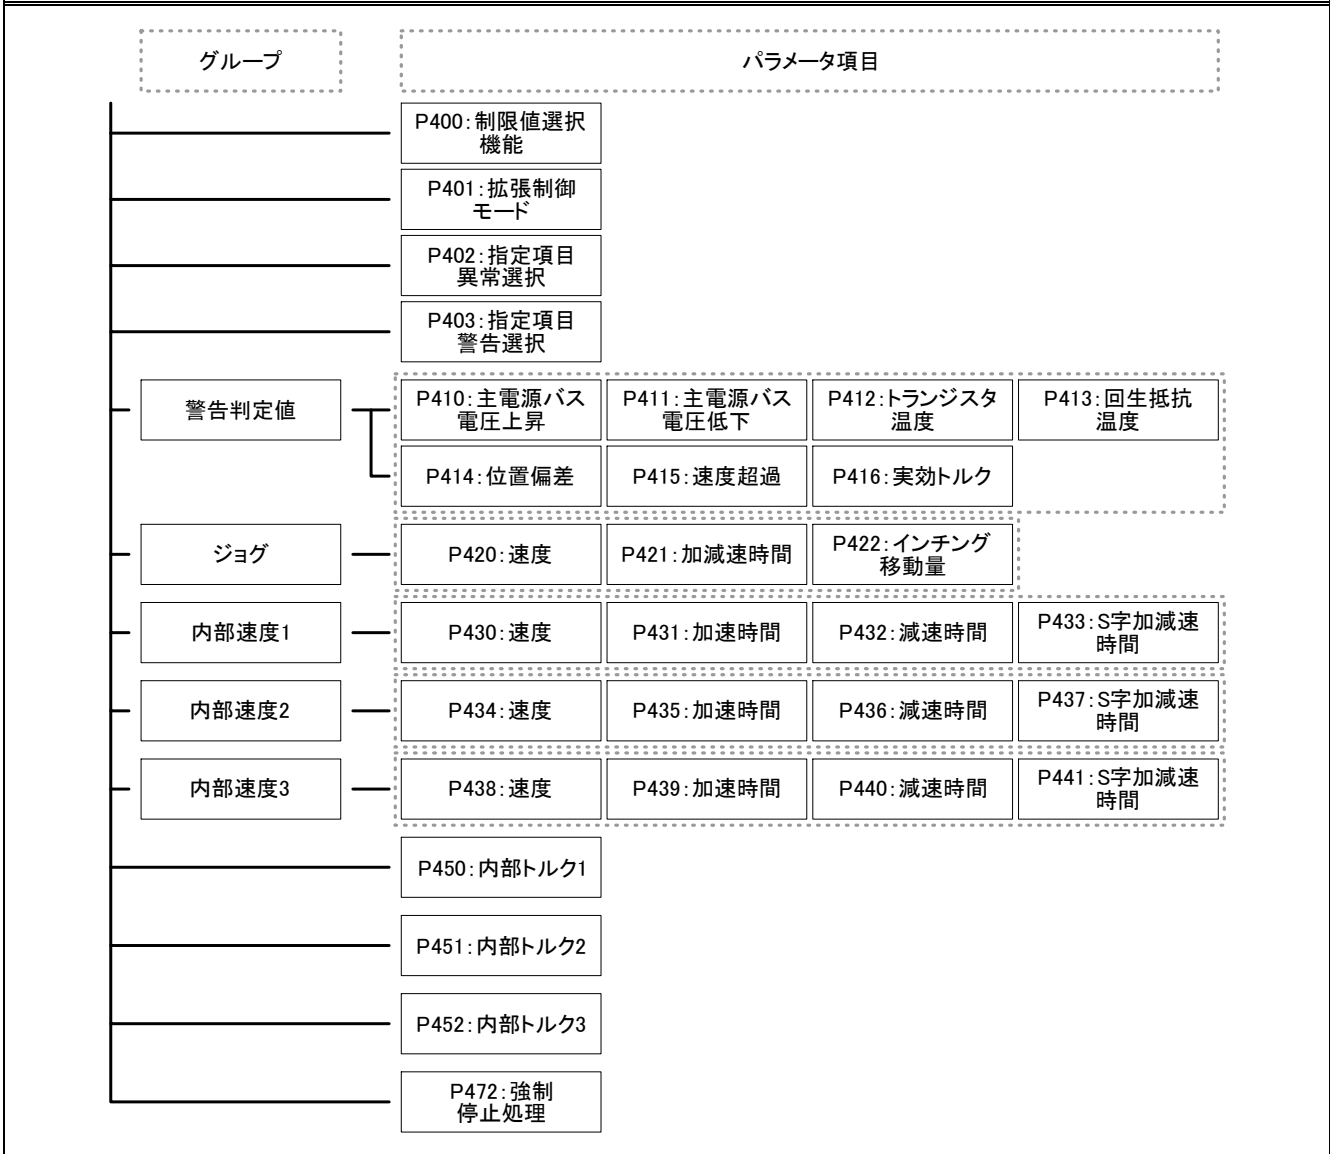 グループ
パラメータ項目
P400:制限値選択
機能
P401:拡張制御
モード
P402:指定項目
異常選択
P403:指定項目
警告選択
警告判定値
P410:主電源バス
電圧上昇
P411:主電源バス
電圧低下
P412:トランジスタ
温度
P413:回生抵抗
温度
P414:位置偏差
P415:速度超過
P416:実効トルク
ジョグ
P420:速度
P421:加減速時間
P422:インチング
移動量
内部速度1
P430:速度
P431:加速時間
P432:減速時間
P433:S字加減速
時間
内部速度2
P434:速度
P435:加速時間
P436:減速時間
P437:S字加減速
時間
内部速度3
P438:速度
P439:加速時間
P440:減速時間
P441:S字加減速
時間
P450:内部トルク1
P451:内部トルク2
P452:内部トルク3
P472:強制
停止処理